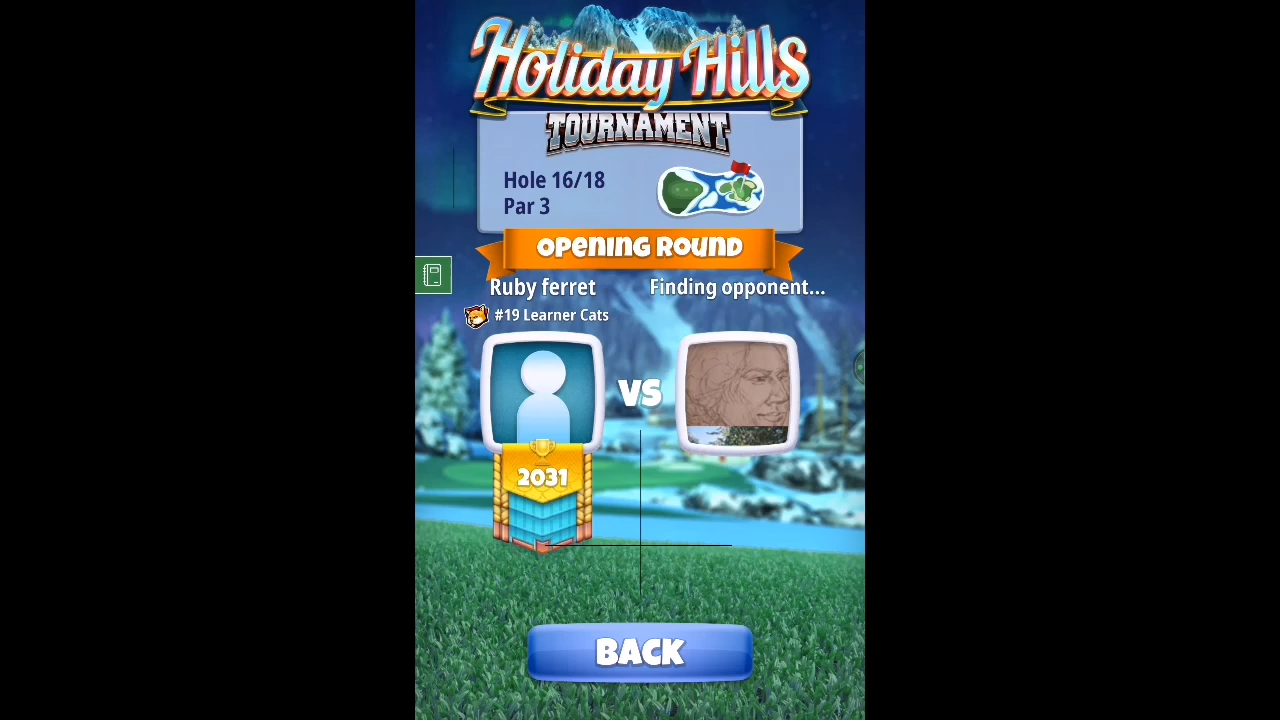 Holiday Hills
TOURNAMENT
Hole 16/18
Par 3
OPENING ROUND
Ruby ferret
Finding opponent...
#19 Learner Cats
VS
2031
BACK